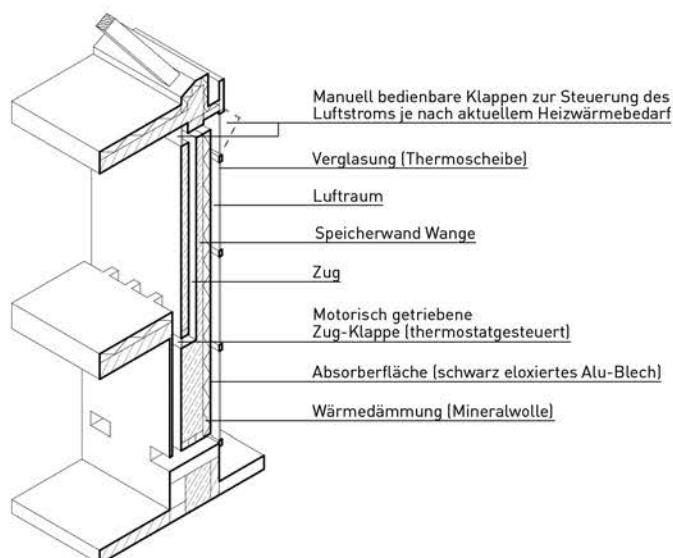 Manuell bedienbare Klappen zur Steuerung des
Luftstroms je nach aktuellem Heizwärmebedarf
Verglasung (Thermoscheibe)
Luftraum
Speicherwand Wange
Zug
Motorisch getriebene
Zug-Klappe (thermostatgesteuert)
Absorberfläche (schwarz eloxiertes Alu-Blech)
Wärmedämmung (Mineralwolle)